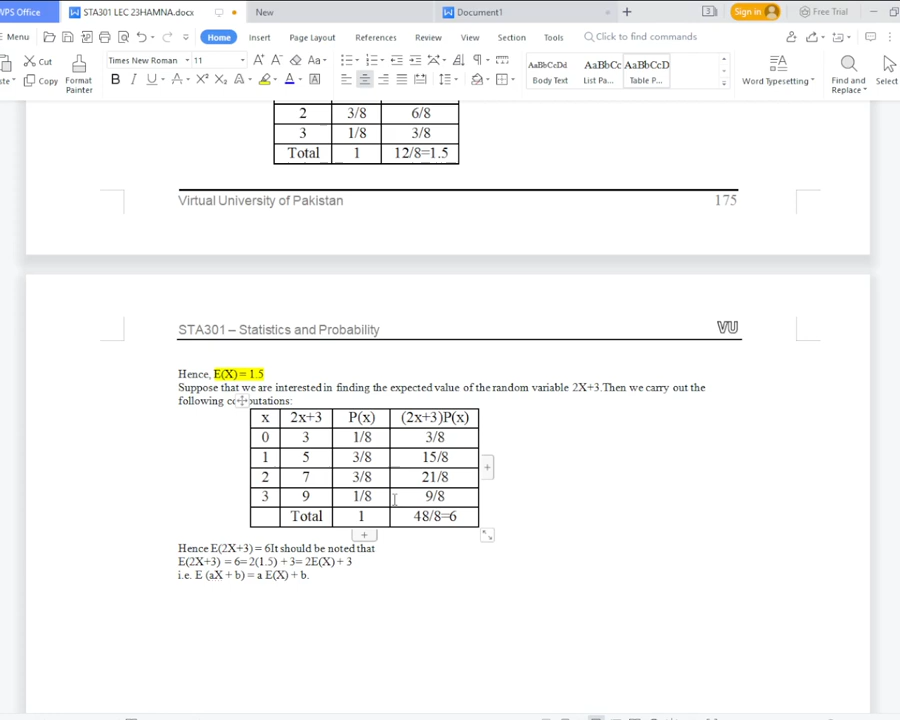 WPS Office
STA301 LEC 23HAMNA.docx
New
Document1
3
Sign in
Free Trial
Menu
Home
Insert
Page Layout
References
Review
View
Section
Tools
Click to find commands
Cut
Copy
Format
Painter
Times New Roman
11
AaBbCcDd
Body Text
AaBbCc
List Pa...
AaBbCcD
Table P...
Word Typesetting
Find and
Replace
Select
2 3/8 6/8
3 1/8 3/8
Total 1 12/8=1.5
Virtual University of Pakistan 175
STA301 – Statistics and Probability VU
Hence, E(X) = 1.5
Suppose that we are interested in finding the expected value of the random variable 2X+3.Then we carry out the
following
x 2x+3 P(x) (2x+3)P(x)
0 3 1/8 3/8
1 5 3/8 15/8
2 7 3/8 21/8
3 9 1/8 9/8
Total 1 48/8=6
Hence E(2X+3) = 6It should be noted that
E(2X+3) = 6= 2(1.5) + 3= 2E(X) + 3
i.e. E (aX + b) = a E(X) + b.